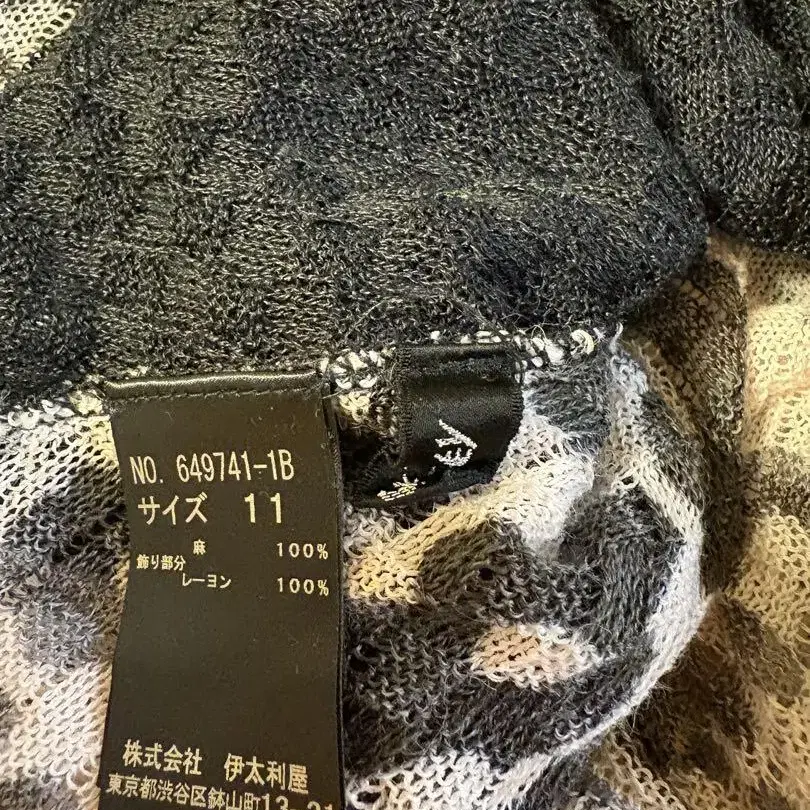 NO. 649741-1B
サイズ 11
麻 100%
飾り部分
レーヨン 100%
株式会社 伊太利屋
東京都渋谷区鉢山町13-21